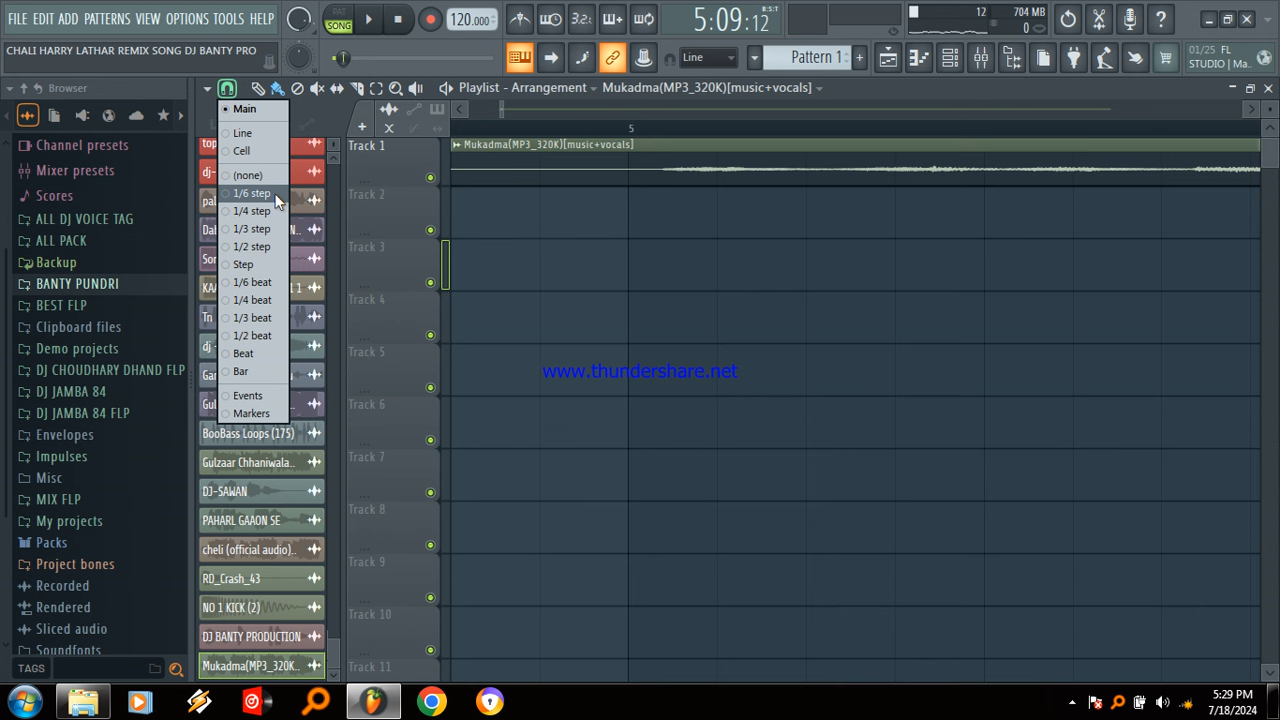 FILE EDIT ADD PATTERNS VIEW OPTIONS TOOLS HELP
PAT
SONG
120.000
3.2
5:09:12
B:S:T
12
704 MB
0
CHALI HARRY LATHAR REMIX SONG DJ BANTY PRO
Line
Pattern 1
01/25 FL
STUDIO | Ma...
Browser
Playlist - Arrangement
Mukadma(MP3_320K)[music+vocals]
Main
Line
Cell
(none)
1/6 step
1/4 step
1/3 step
1/2 step
Step
1/6 beat
1/4 beat
1/3 beat
1/2 beat
Beat
Bar
Events
Markers
Channel presets
Mixer presets
Scores
ALL DJ VOICE TAG
ALL PACK
Backup
BANTY PUNDRI
BEST FLP
Clipboard files
Demo projects
DJ CHOUDHARY DHAND FLP
DJ JAMBA 84
DJ JAMBA 84 FLP
Envelopes
Impulses
Misc
MIX FLP
My projects
Packs
Project bones
Recorded
Rendered
Sliced audio
Soundfonts
TAGS
BooBass Loops (175)
Gulzaar Chhaniwala...
DJ-SAWAN
PAHARL GAAON SE
cheli (official audio)..
RD_Crash_43
NO 1 KICK (2)
DJ BANTY PRODUCTION
Mukadma(MP3_320K..
5
Track 1
Mukadma(MP3_320K)[music+vocals]
Track 2
Track 3
Track 4
Track 5
Track 6
Track 7
Track 8
Track 9
Track 10
Track 11
www.thundershare.net
5:29 PM
7/18/2024